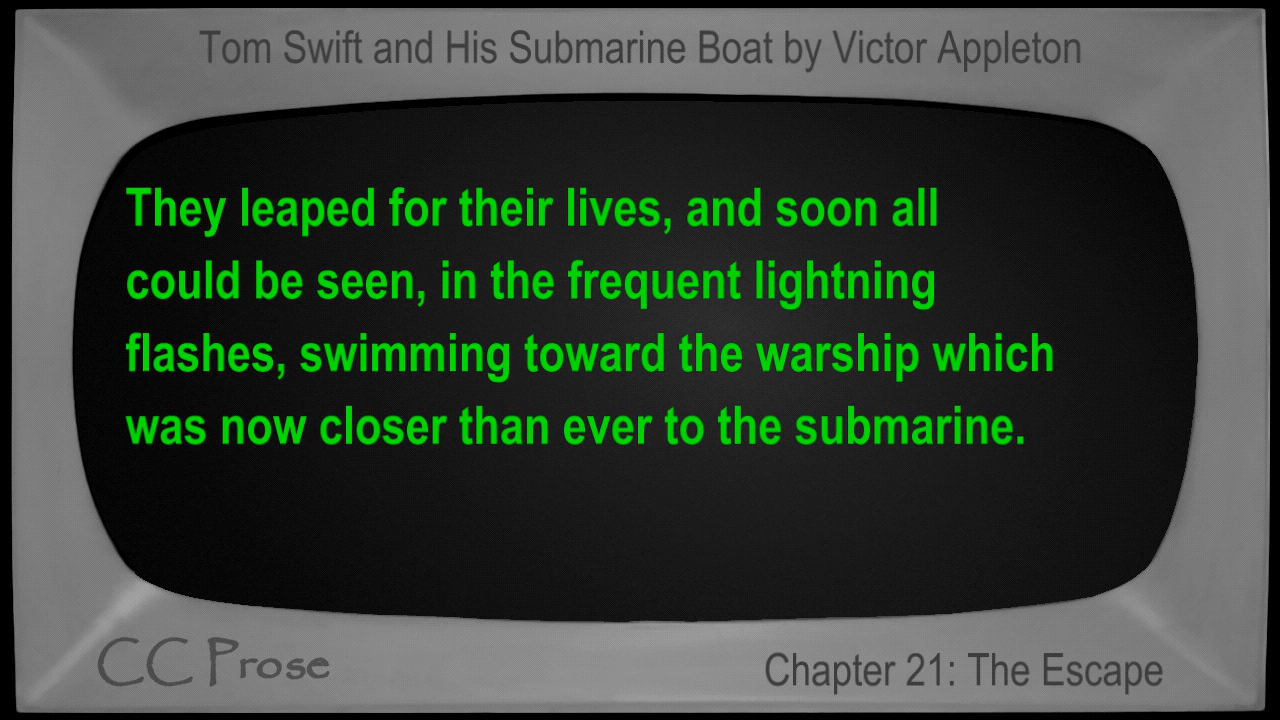 Tom Swift and His Submarine Boat by Victor Appleton
They leaped for their lives, and soon all
could be seen, in the frequent lightning
flashes, swimming toward the warship which
was now closer than ever to the submarine.
CC Prose
Chapter 21: The Escape